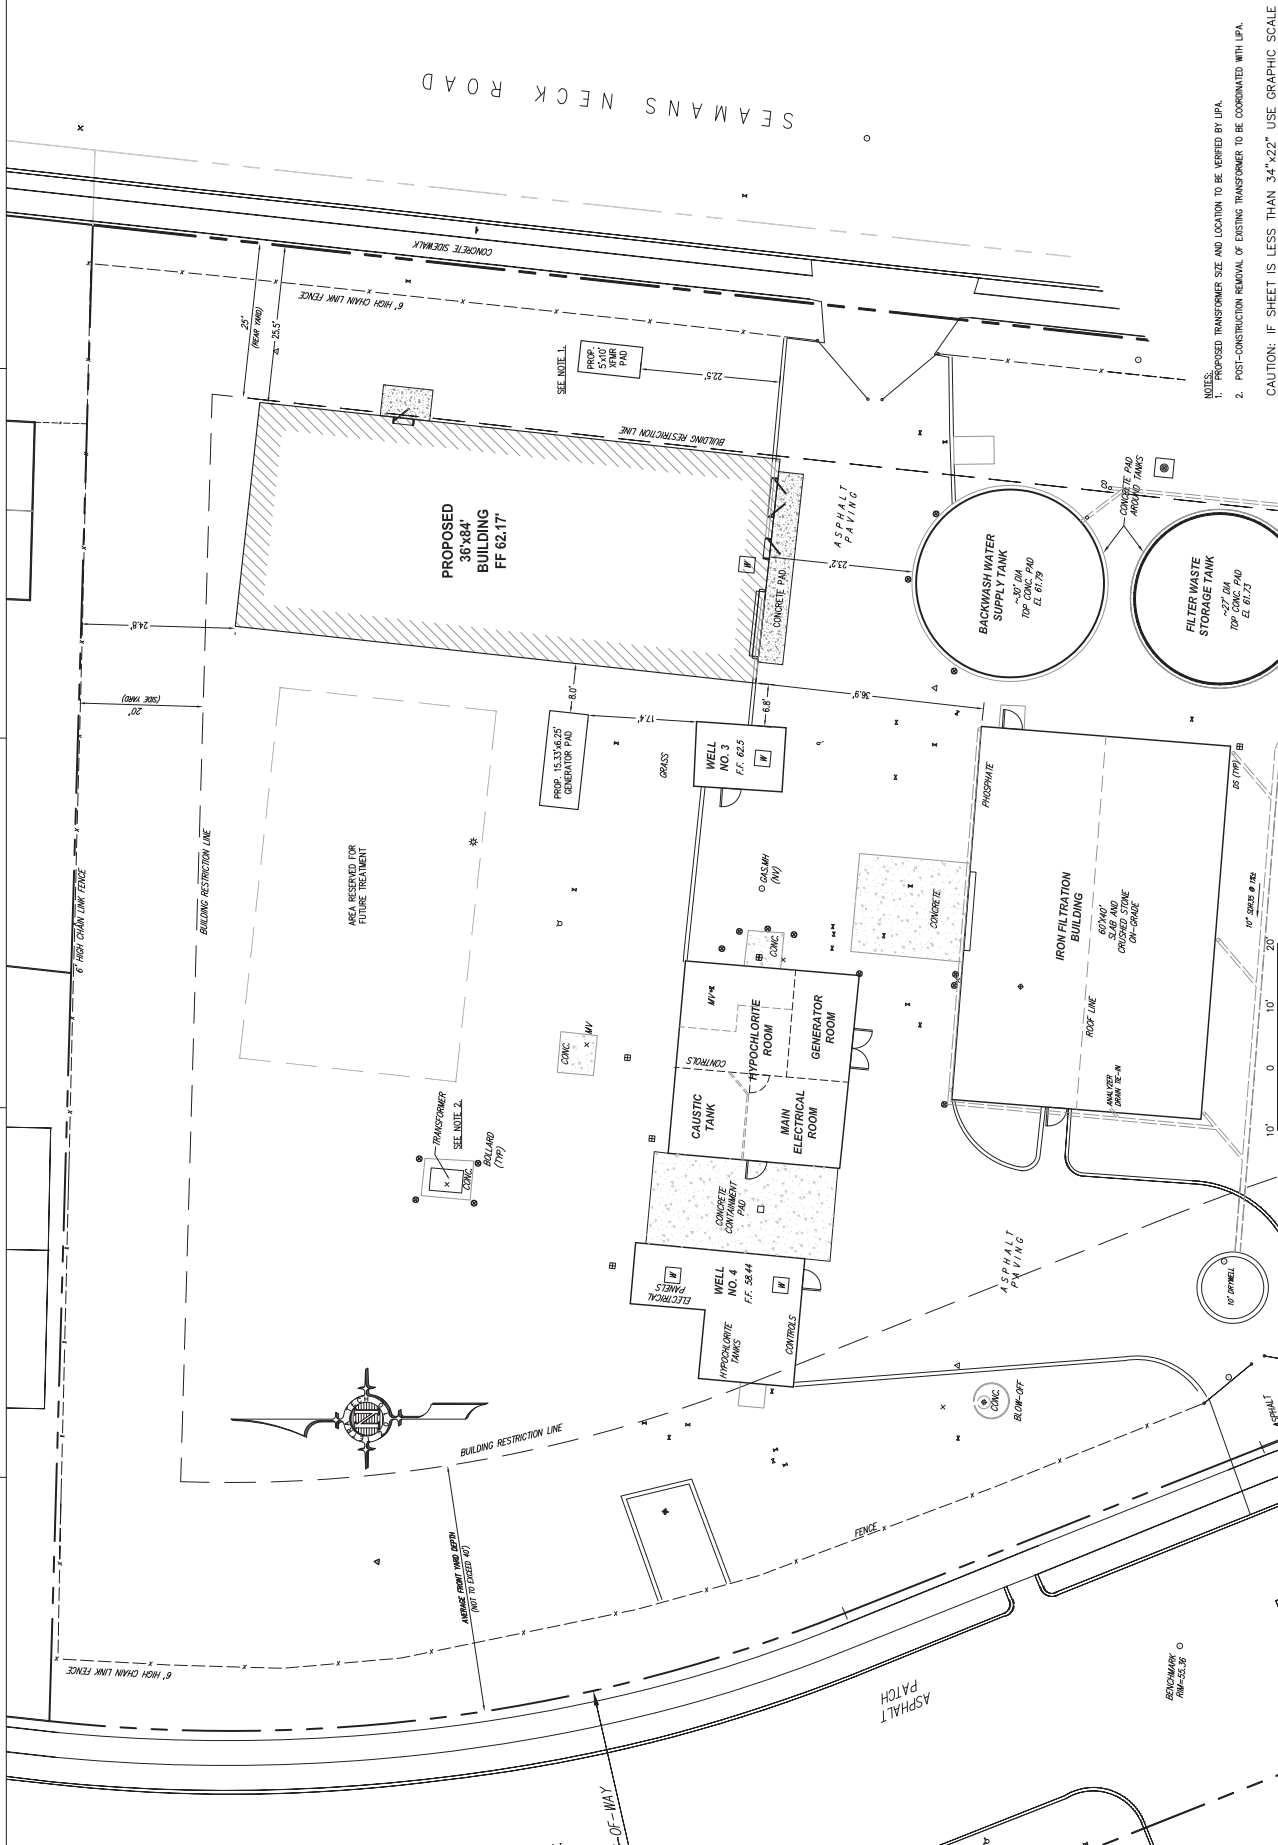 SEAMANS NECK ROAD
CONCRETE SIDEWALK
6' HIGH CHAIN LINK FENCE
25'
(REAR YARD)
25.5'
SEE NOTE 1.
PROP.
5'x10'
XFMR
PAD
22.5'
BUILDING RESTRICTION LINE
PROPOSED
36'x84'
BUILDING
FF 62.17'
W
CONCRETE PAD
ASPHALT
PAVING
23.2'
24.8'
20'
(SIDE YARD)
BACKWASH WATER
SUPPLY TANK
~30' DIA
TOP CONC. PAD
EL 61.79
CO
CONCRETE PAD
AROUND TANKS
FILTER WASTE
STORAGE TANK
~27' DIA
TOP CONC. PAD
EL 61.73
8.0'
17.4'
6.8'
36.9'
PROP. 15.33'x6.25'
GENERATOR PAD
GRASS
WELL
NO. 3
F.F. 62.5
W
PHOSPHATE
DS (TYP)
6' HIGH CHAIN LINK FENCE
BUILDING RESTRICTION LINE
AREA RESERVED FOR
FUTURE TREATMENT
GAS.MH
(NV)
CONCRETE
CONC.
IRON FILTRATION
BUILDING
60'X40'
SLAB AND
CRUSHED STONE
ON-GRADE
ROOF LINE
ANALYZER
DRAIN TIE-IN
MV
CONC.
MV
CONTROLS
HYPOCHLORITE
ROOM
GENERATOR
ROOM
CAUSTIC
TANK
MAIN
ELECTRICAL
ROOM
TRANSFORMER
SEE NOTE 2.
CONC.
BOLLARD
(TYP)
CONCRETE
CONTAINMENT
PAD
W
ELECTRICAL
PANELS
WELL
NO. 4
F.F. 58.44
W
HYPOCHLORITE
TANKS
CONTROLS
ASPHALT
PAVING
10' DRYWELL
CONC.
BLOW-OFF
BUILDING RESTRICTION LINE
AVERAGE FRONT YARD DEPTH
(NOT TO EXCEED 40')
6' HIGH CHAIN LINK FENCE
FENCE
ASPHALT
ASPHALT
PATCH
BENCHMARK
RIM=55.36
-OF-WAY
NOTES:
1. PROPOSED TRANSFORMER SIZE AND LOCATION TO BE VERIFIED BY LIPA.
2. POST-CONSTRUCTION REMOVAL OF EXISTING TRANSFORMER TO BE COORDINATED WITH LIPA.
CAUTION: IF SHEET IS LESS THAN 34"x22" USE GRAPHIC SCALE
10' 0 10' 20'